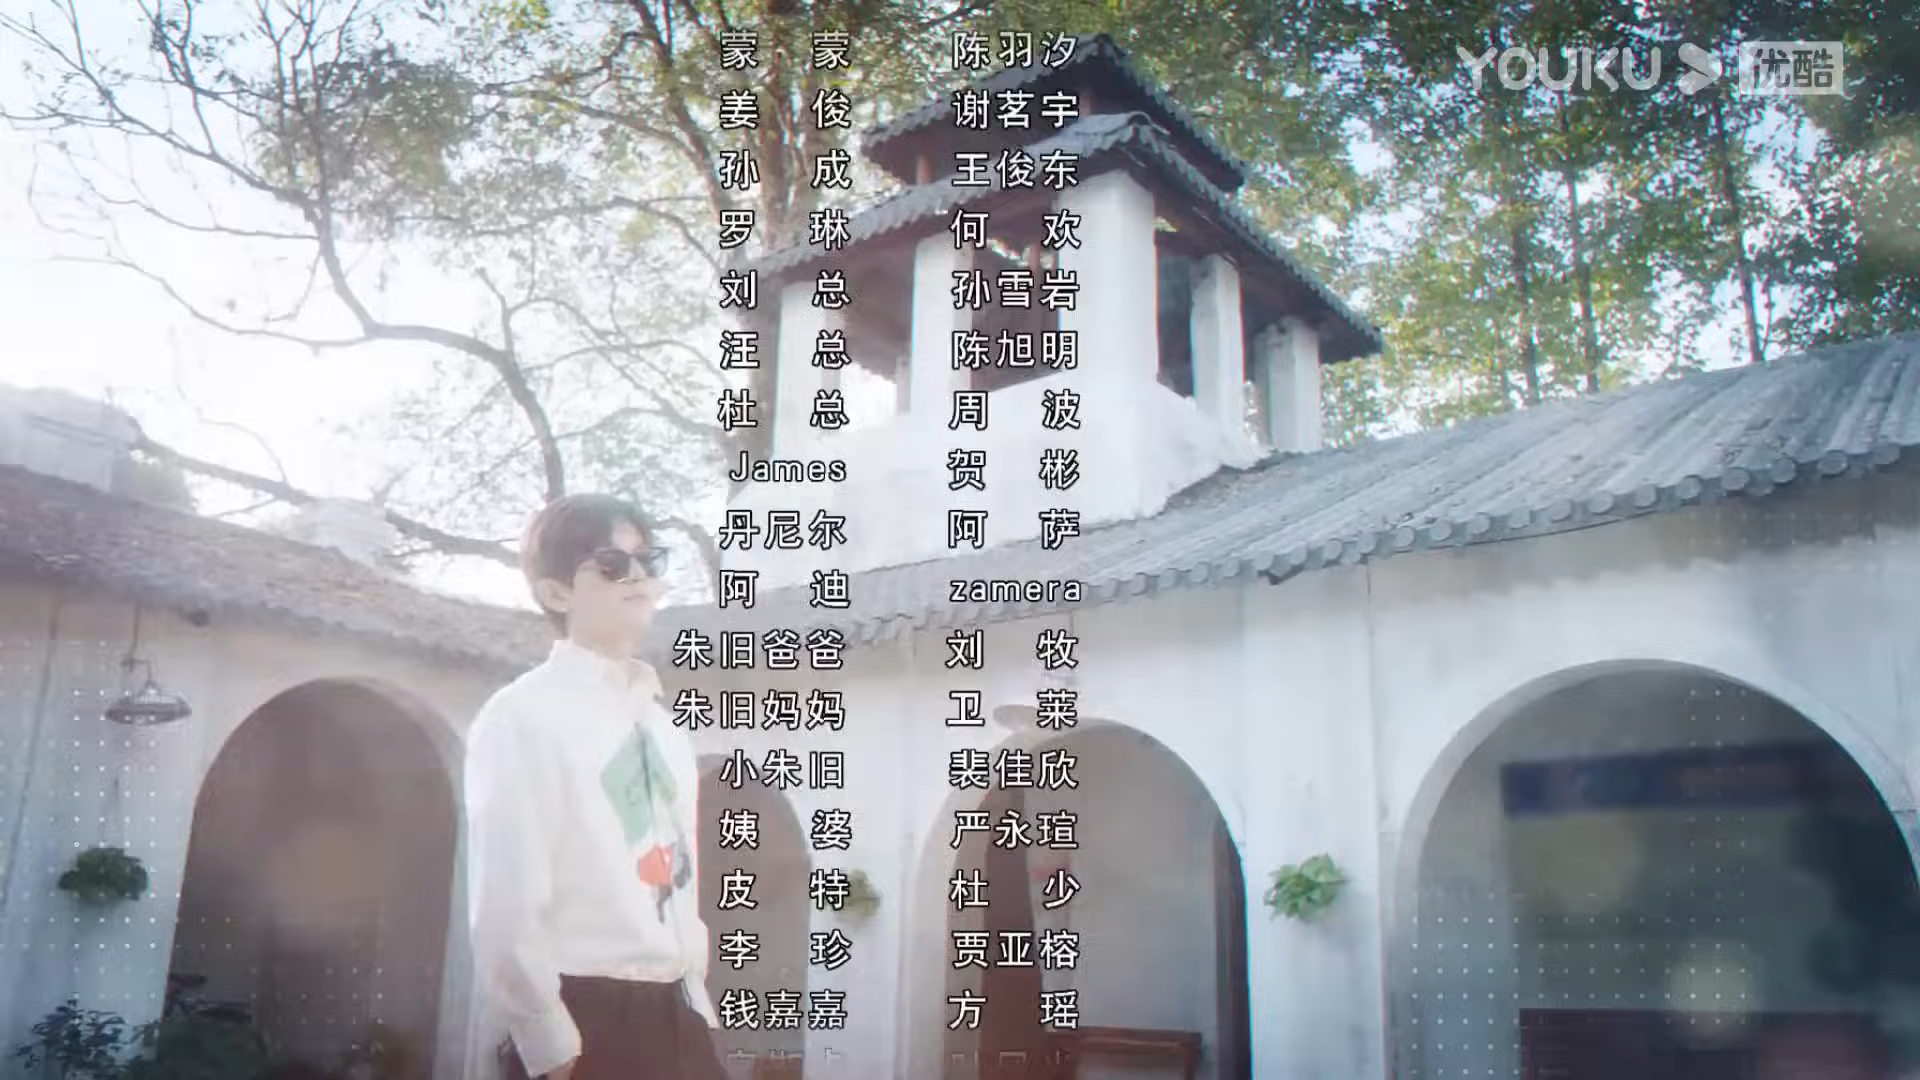 YOUKU 优酷
蒙蒙 陈羽汐
姜俊 谢茗宇
孙成 王俊东
罗琳 何欢
刘总 孙雪岩
汪总 陈旭明
杜总 周波
James 贺彬
丹尼尔 阿萨
阿迪 zamera
朱旧爸爸 刘牧
朱旧妈妈 卫莱
小朱旧 裴佳欣
姨婆 严永瑄
皮特 杜少
李珍 贾亚榕
钱嘉嘉 方瑶